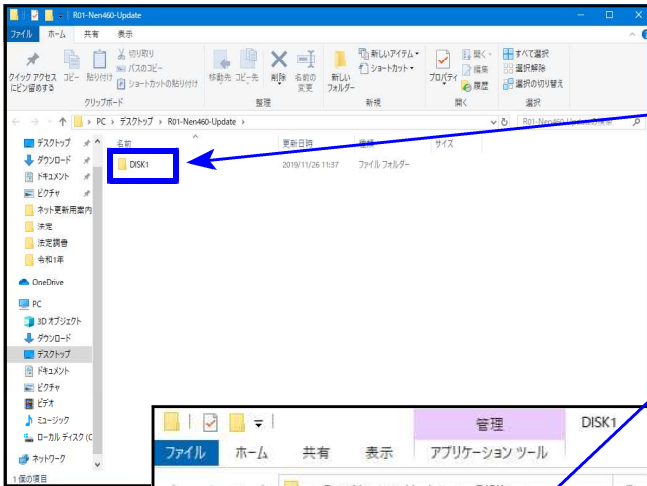 R01-Nen460-Update
ファイル ホーム 共有 表示
クイック アクセス
にピン留めする
コピー 貼り付け
切り取り
パスのコピー
ショートカットの貼り付け
移動先 コピー先 削除 名前の
変更
新しい
フォルダー
新しいアイテム
ショートカット
プロパティ
開く
編集
履歴
すべて選択
選択解除
選択の切り替え
クリップボード 整理 新規 開く 選択
PC › デスクトップ › R01-Nen460-Update ›
名前 更新日時 種類 サイズ
DISK1 2019/11/26 11:37 ファイル フォルダー
デスクトップ
ダウンロード
ドキュメント
ピクチャ
ネット更新用案内
法定
法定調書
令和1年
OneDrive
PC
3D オブジェクト
ダウンロード
デスクトップ
ドキュメント
ピクチャ
ビデオ
ミュージック
ローカル ディスク (C
ネットワーク
1 個の項目
管理 DISK1
ファイル ホーム 共有 表示 アプリケーション ツール